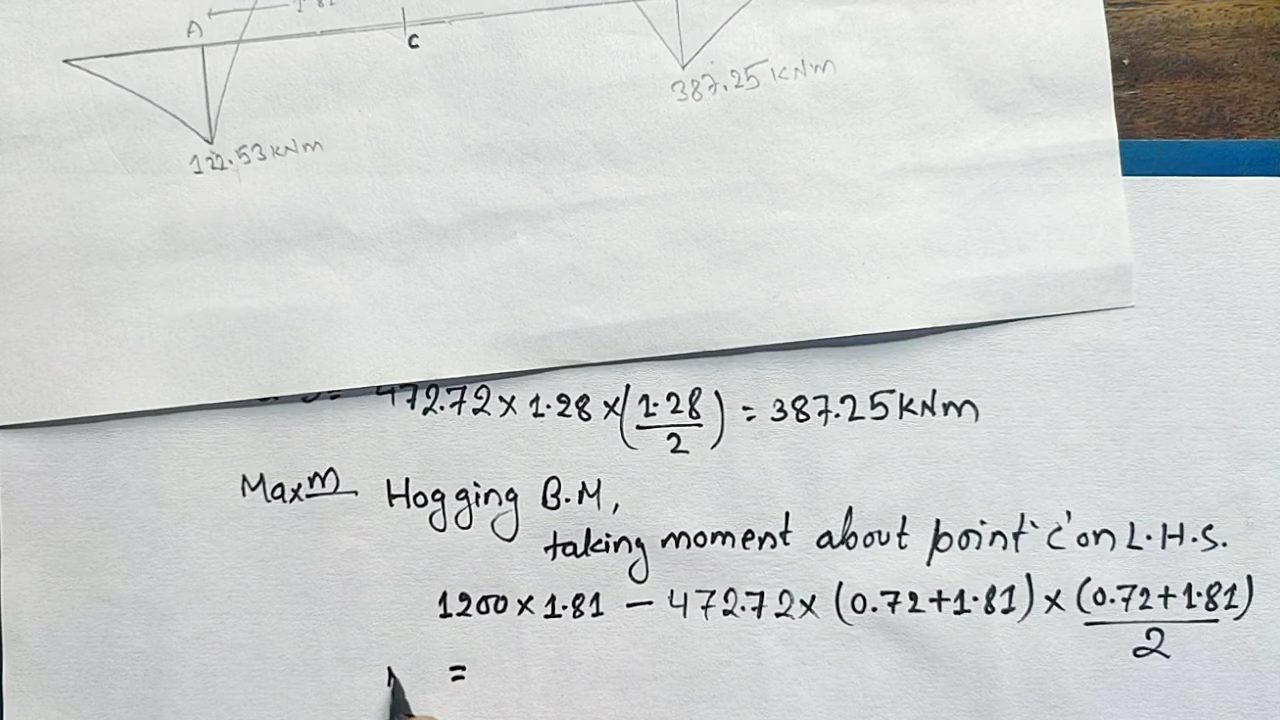 A
C
387.25 kNm
122.53 kNm
472.72 × 1.28 × (1.28/2) = 387.25 kNm
Maxm Hogging B.M,
taking moment about point 'c' on L.H.S.
1200 × 1.81 − 472.72 × (0.72+1.81) × (0.72+1.81)/2
=